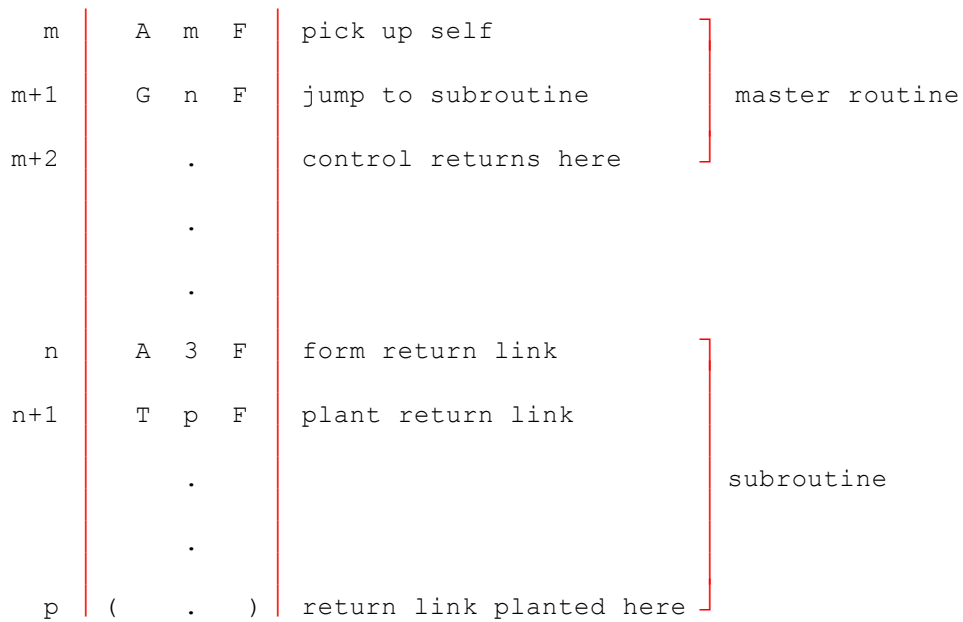 m A m F pick up self
m+1 G n F jump to subroutine master routine
m+2 . control returns here
.
.
n A 3 F form return link
n+1 T p F plant return link
. subroutine
.
p ( . ) return link planted here